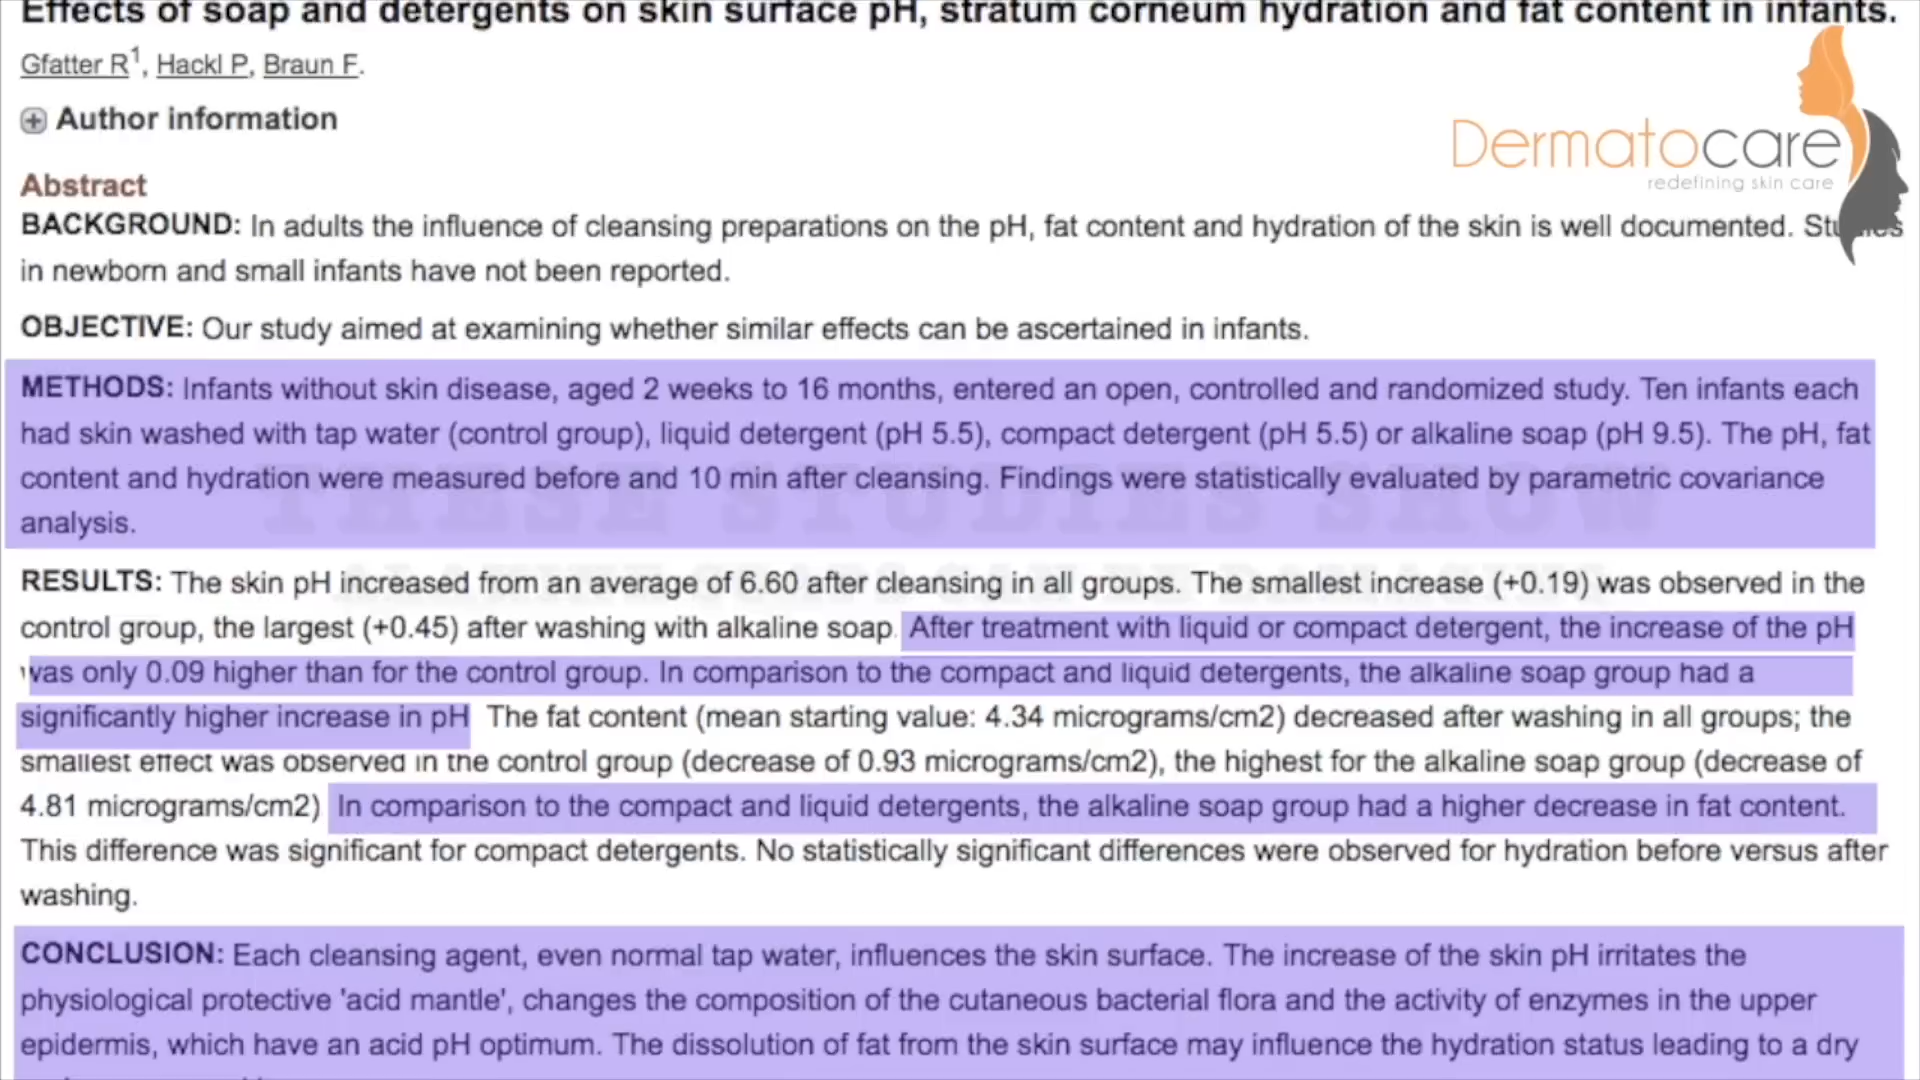 Effects of soap and detergents on skin surface pH, stratum corneum hydration and fat content in infants.
Gfatter R1, Hackl P, Braun F.
Author information
Dermatocare
redefining skin care
Abstract
BACKGROUND: In adults the influence of cleansing preparations on the pH, fat content and hydration of the skin is well documented. Studies
in newborn and small infants have not been reported.
OBJECTIVE: Our study aimed at examining whether similar effects can be ascertained in infants.
METHODS: Infants without skin disease, aged 2 weeks to 16 months, entered an open, controlled and randomized study. Ten infants each
had skin washed with tap water (control group), liquid detergent (pH 5.5), compact detergent (pH 5.5) or alkaline soap (pH 9.5). The pH, fat
content and hydration were measured before and 10 min after cleansing. Findings were statistically evaluated by parametric covariance
THESE STUDIES SHOW
analysis.
RESULTS: The skin pH increased from an average of 6.60 after cleansing in all groups. The smallest increase (+0.19) was observed in the
control group, the largest (+0.45) after washing with alkaline soap. After treatment with liquid or compact detergent, the increase of the pH
was only 0.09 higher than for the control group. In comparison to the compact and liquid detergents, the alkaline soap group had a
significantly higher increase in pH The fat content (mean starting value: 4.34 micrograms/cm2) decreased after washing in all groups; the
smallest effect was observed in the control group (decrease of 0.93 micrograms/cm2), the highest for the alkaline soap group (decrease of
4.81 micrograms/cm2) In comparison to the compact and liquid detergents, the alkaline soap group had a higher decrease in fat content.
This difference was significant for compact detergents. No statistically significant differences were observed for hydration before versus after
washing.
CONCLUSION: Each cleansing agent, even normal tap water, influences the skin surface. The increase of the skin pH irritates the
physiological protective 'acid mantle', changes the composition of the cutaneous bacterial flora and the activity of enzymes in the upper
epidermis, which have an acid pH optimum. The dissolution of fat from the skin surface may influence the hydration status leading to a dry